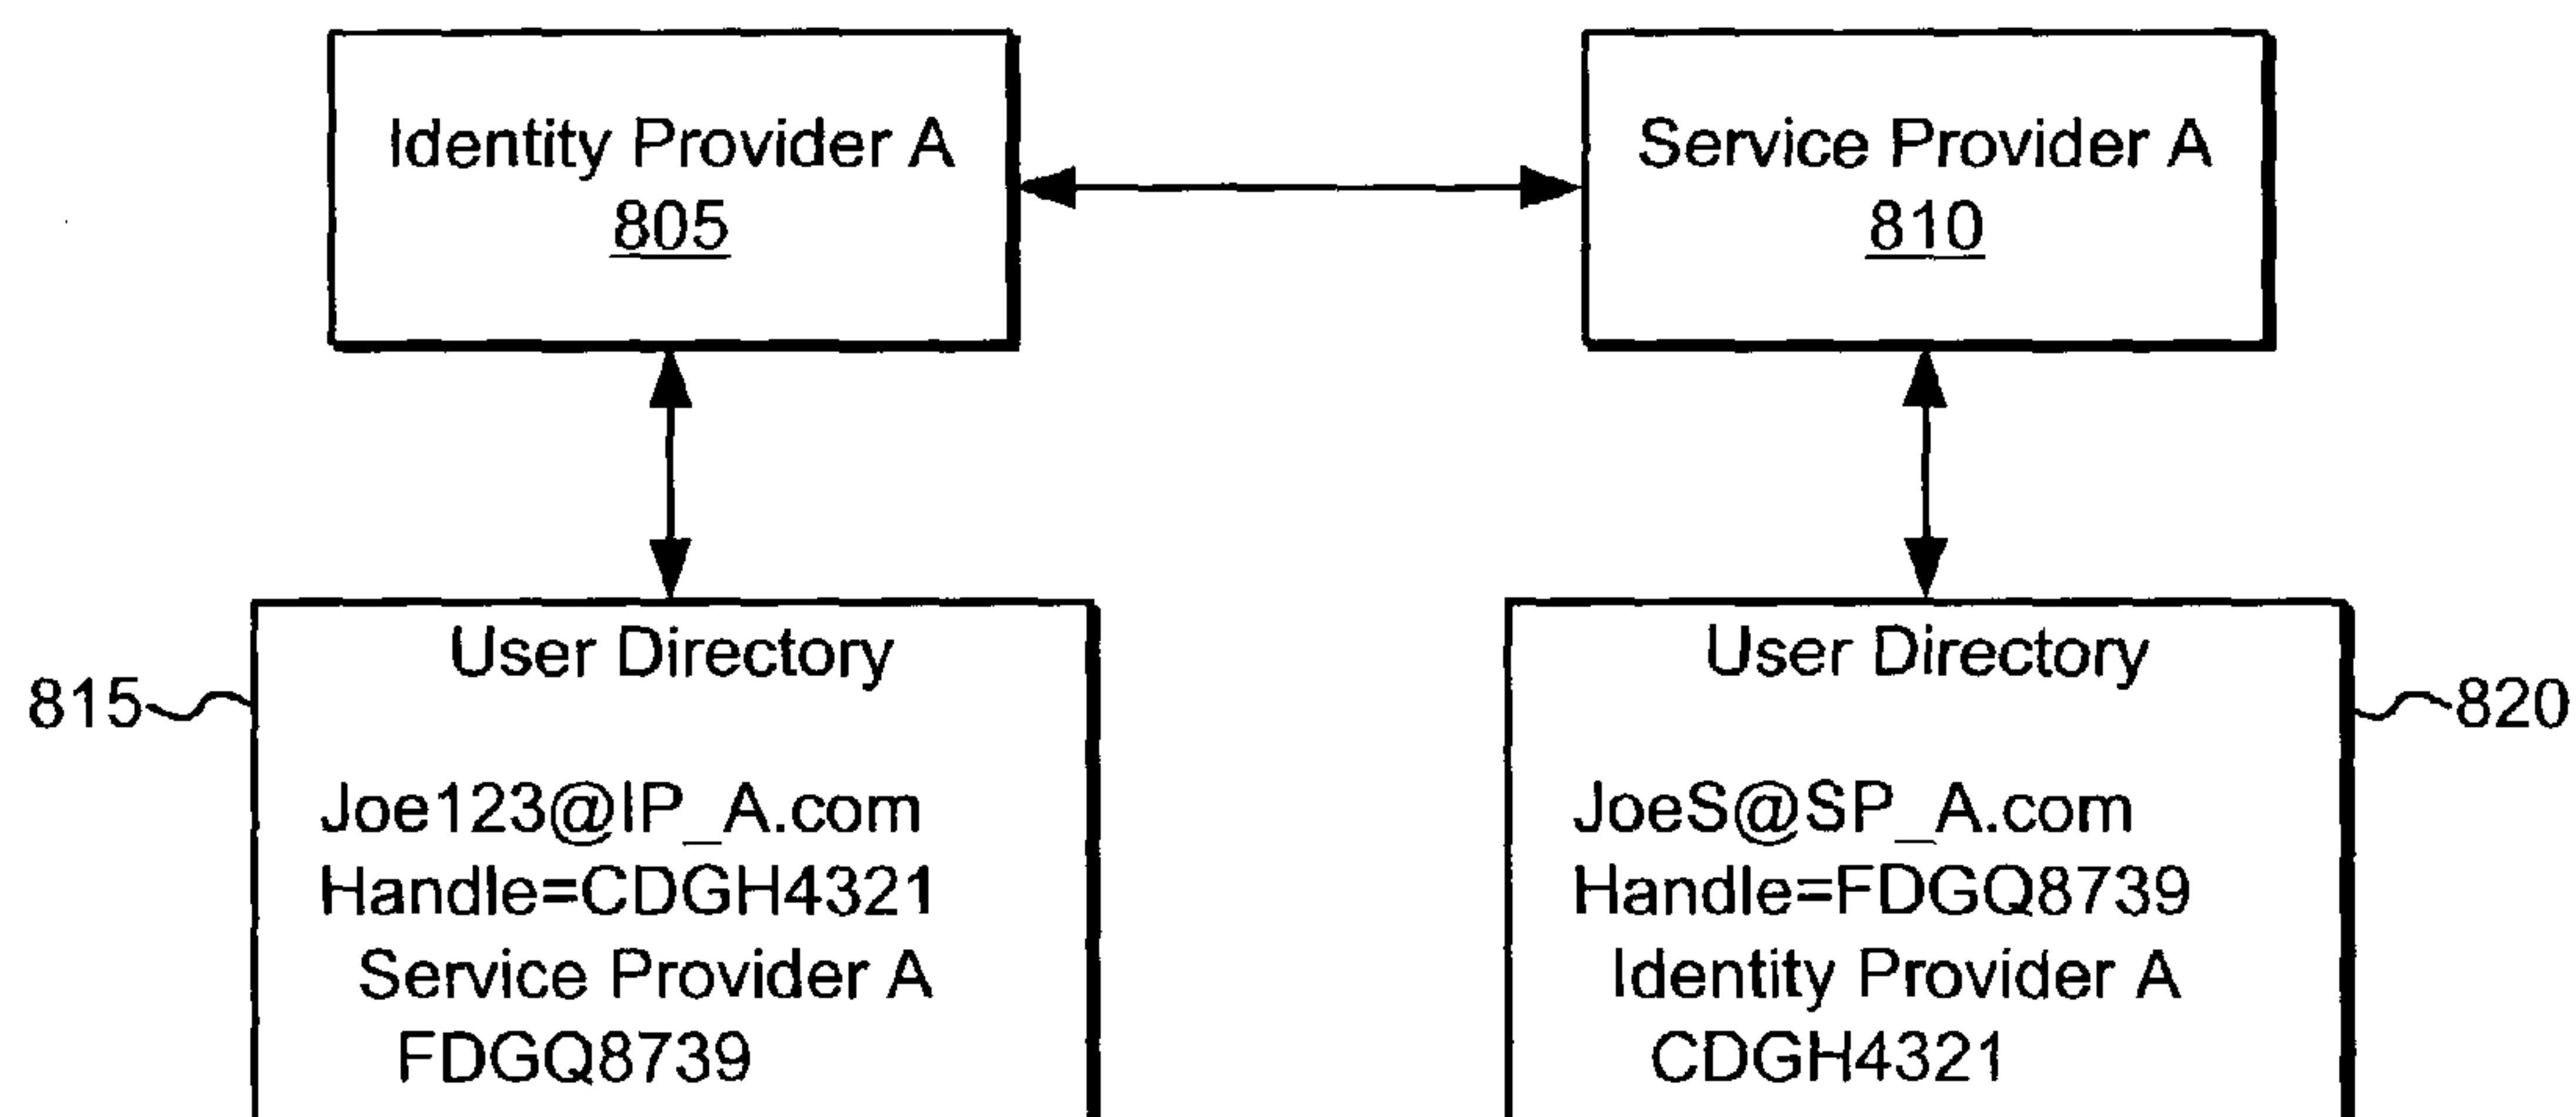 Identity Provider A
805
Service Provider A
810
815
User Directory
Joe123@IP_A.com
Handle=CDGH4321
Service Provider A
FDGQ8739
User Directory
820
JoeS@SP_A.com
Handle=FDGQ8739
Identity Provider A
CDGH4321